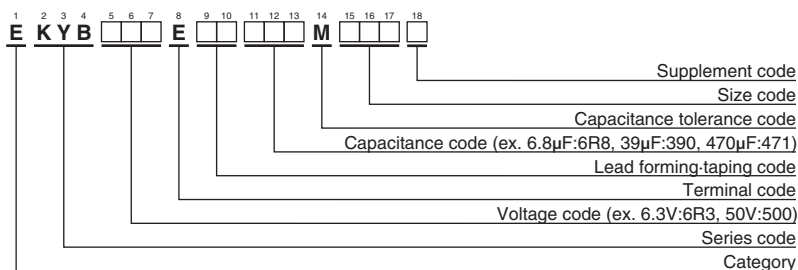 1 2 3 4 5 6 7 8 9 10 11 12 13 14 15 16 17 18
E KYB □□□ E □□ □□□ M □□□ □
Supplement code
Size code
Capacitance tolerance code
Capacitance code (ex. 6.8µF:6R8, 39µF:390, 470µF:471)
Lead forming·taping code
Terminal code
Voltage code (ex. 6.3V:6R3, 50V:500)
Series code
Category